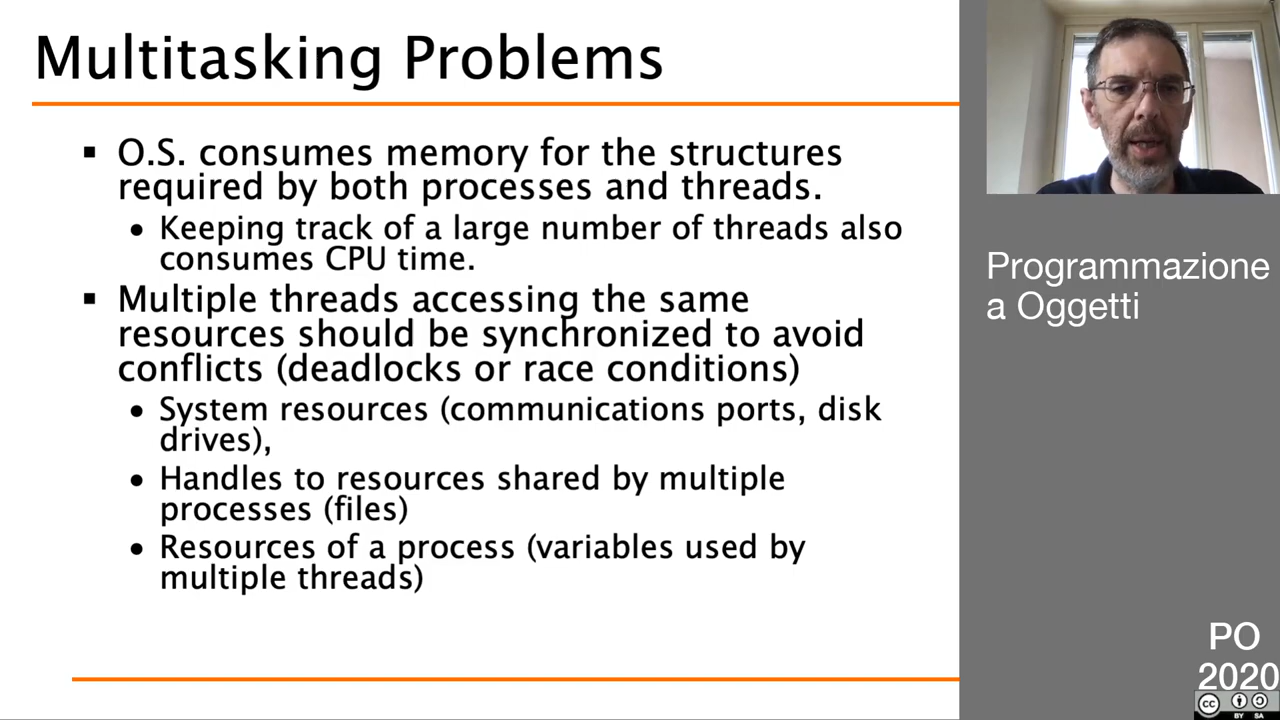 Multitasking Problems
O.S. consumes memory for the structures
required by both processes and threads.
Keeping track of a large number of threads also
consumes CPU time.
Multiple threads accessing the same
resources should be synchronized to avoid
conflicts (deadlocks or race conditions)
System resources (communications ports, disk
drives),
Handles to resources shared by multiple
processes (files)
Resources of a process (variables used by
multiple threads)
Programmazione
a Oggetti
PO
2020
CC BY SA